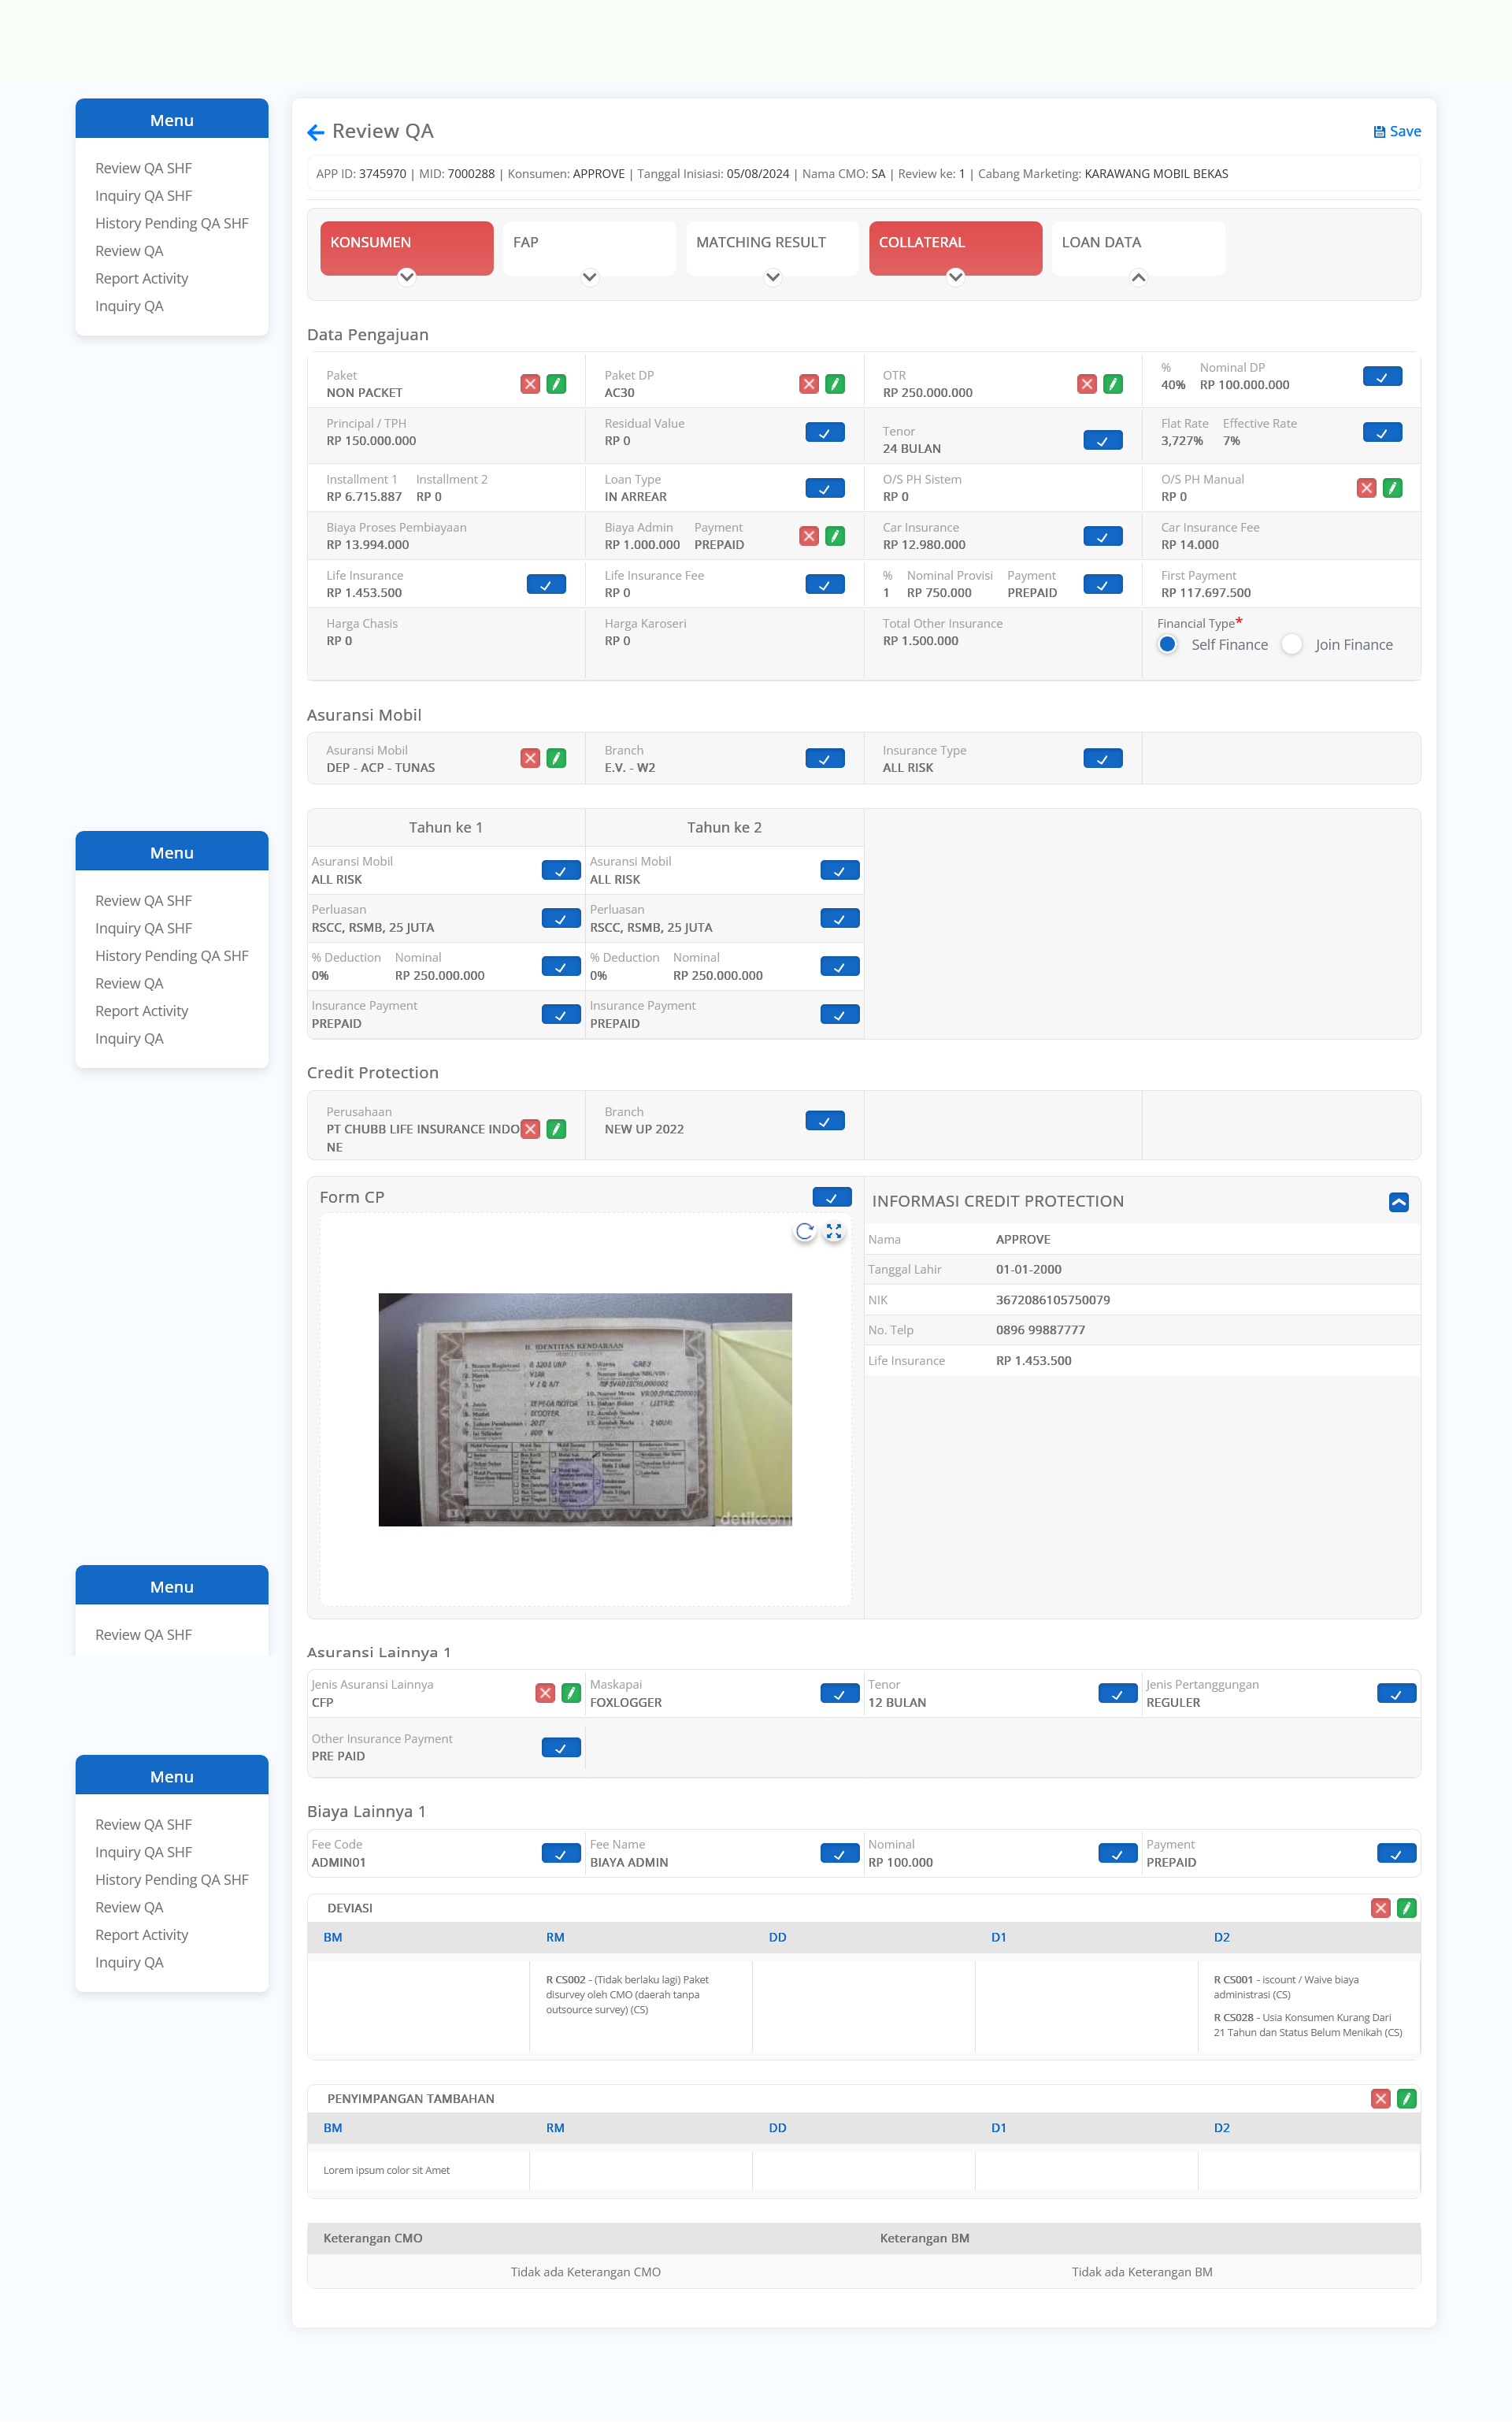 Menu
Review QA SHF
Inquiry QA SHF
History Pending QA SHF
Review QA
Report Activity
Inquiry QA
Review QA
Save
APP ID: 3745970 | MID: 7000288 | Konsumen: APPROVE | Tanggal Inisiasi: 05/08/2024 | Nama CMO: SA | Review ke: 1 | Cabang Marketing: KARAWANG MOBIL BEKAS
KONSUMEN FAP MATCHING RESULT COLLATERAL LOAN DATA
Data Pengajuan
Paket Paket DP OTR % Nominal DP
NON PACKET AC30 RP 250.000.000 40% RP 100.000.000
Principal / TPH Residual Value Tenor Flat Rate Effective Rate
RP 150.000.000 RP 0 24 BULAN 3,727% 7%
Installment 1 Installment 2 Loan Type O/S PH Sistem O/S PH Manual
RP 6.715.887 RP 0 IN ARREAR RP 0 RP 0
Biaya Proses Pembiayaan Biaya Admin Payment Car Insurance Car Insurance Fee
RP 13.994.000 RP 1.000.000 PREPAID RP 12.980.000 RP 14.000
Life Insurance Life Insurance Fee % Nominal Provisi Payment First Payment
RP 1.453.500 RP 0 1 RP 750.000 PREPAID RP 117.697.500
Harga Chasis Harga Karoseri Total Other Insurance Financial Type*
RP 0 RP 0 RP 1.500.000 Self Finance Join Finance
Asuransi Mobil
Asuransi Mobil Branch Insurance Type
DEP - ACP - TUNAS E.V. - W2 ALL RISK
Tahun ke 1 Tahun ke 2
Asuransi Mobil Asuransi Mobil
ALL RISK ALL RISK
Perluasan Perluasan
RSCC, RSMB, 25 JUTA RSCC, RSMB, 25 JUTA
% Deduction Nominal % Deduction Nominal
0% RP 250.000.000 0% RP 250.000.000
Insurance Payment Insurance Payment
PREPAID PREPAID
Menu
Review QA SHF
Inquiry QA SHF
History Pending QA SHF
Review QA
Report Activity
Inquiry QA
Credit Protection
Perusahaan Branch
PT CHUBB LIFE INSURANCE INDO NEW UP 2022
NE
Form CP
INFORMASI CREDIT PROTECTION
Nama APPROVE
Tanggal Lahir 01-01-2000
NIK 3672086105750079
No. Telp 0896 99887777
Life Insurance RP 1.453.500
II. IDENTITAS KENDARAAN
detikcom
Menu
Review QA SHF
Asuransi Lainnya 1
Jenis Asuransi Lainnya Maskapai Tenor Jenis Pertanggungan
CFP FOXLOGGER 12 BULAN REGULER
Other Insurance Payment
PRE PAID
Menu
Review QA SHF
Inquiry QA SHF
History Pending QA SHF
Review QA
Report Activity
Inquiry QA
Biaya Lainnya 1
Fee Code Fee Name Nominal Payment
ADMIN01 BIAYA ADMIN RP 100.000 PREPAID
DEVIASI
BM RM DD D1 D2
R CS002 - (Tidak berlaku lagi) Paket
disurvey oleh CMO (daerah tanpa
outsource survey) (CS)
R CS001 - iscount / Waive biaya
administrasi (CS)
R CS028 - Usia Konsumen Kurang Dari
21 Tahun dan Status Belum Menikah (CS)
PENYIMPANGAN TAMBAHAN
BM RM DD D1 D2
Lorem ipsum color sit Amet
Keterangan CMO Keterangan BM
Tidak ada Keterangan CMO Tidak ada Keterangan BM